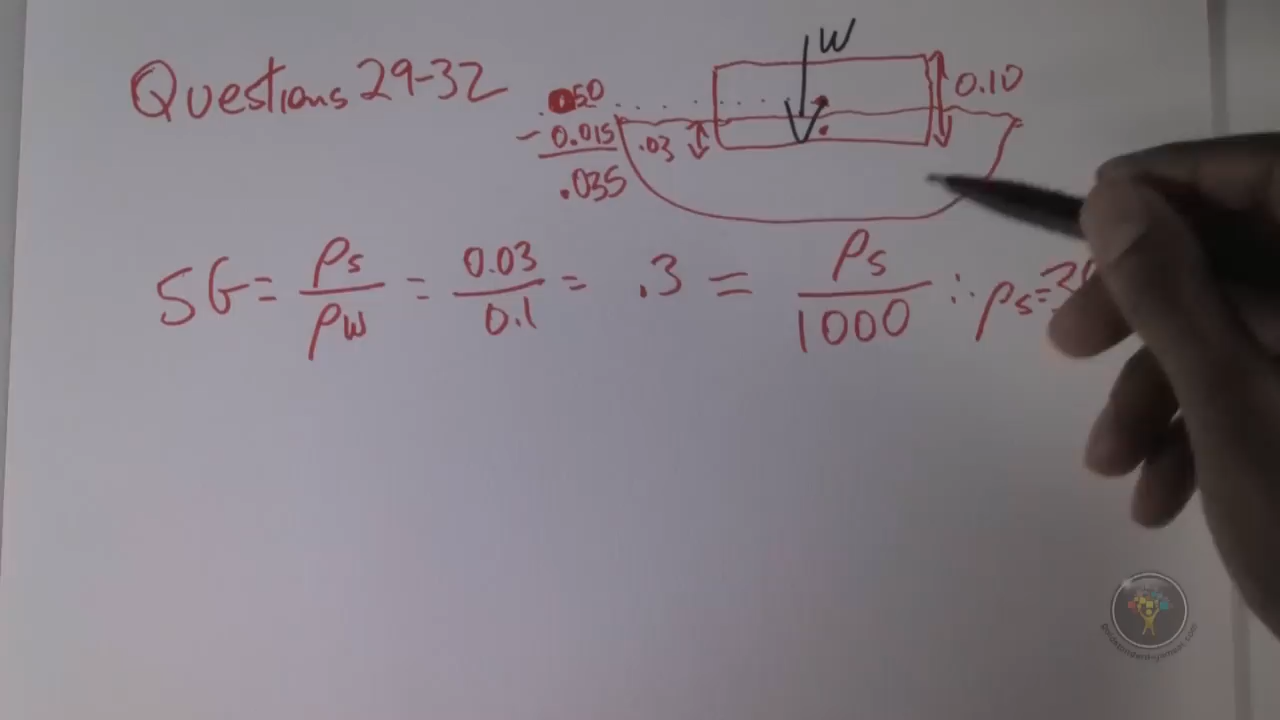 Questions 29-32
W
0.10
.050
- 0.015
.035
.03
SG = ρs/ρw = 0.03/0.1 = .3 = ρs/1000 ∴ ρs=3